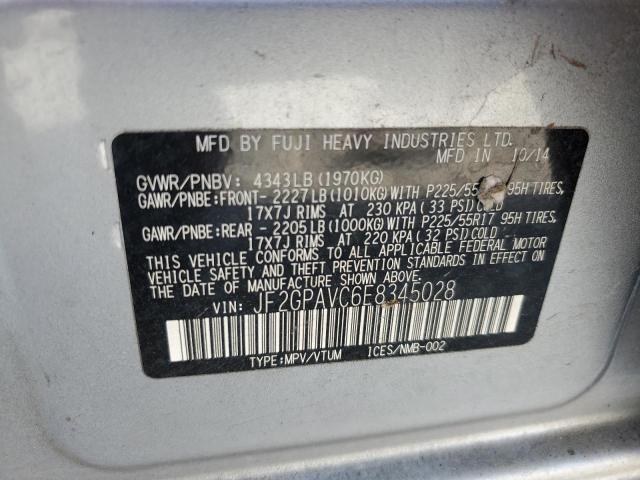 MFD BY FUJI HEAVY INDUSTRIES LTD.
MFD IN 10/14
GVWR/PNBV: 4343LB (1970KG)
GAWR/PNBE:FRONT- 2227LB (1010KG) WITH P225/55 95H TIRES,
17X7J RIMS AT 230 KPA ( 33 PSI) COLD
GAWR/PNBE:REAR - 2205LB (1000KG) WITH P225/55R17 95H TIRES,
17X7J RIMS AT 220 KPA ( 32 PSI) COLD
THIS VEHICLE CONFORMS TO ALL APPLICABLE FEDERAL MOTOR
VEHICLE SAFETY AND THEFT PREVENTION STANDARDS IN EFFECT
ON THE DATE OF MANUFACTURE SHOWN ABOVE.
VIN: JF2GPAVC6E8345028
TYPE:MPV/VTUM ICES/NMB-002